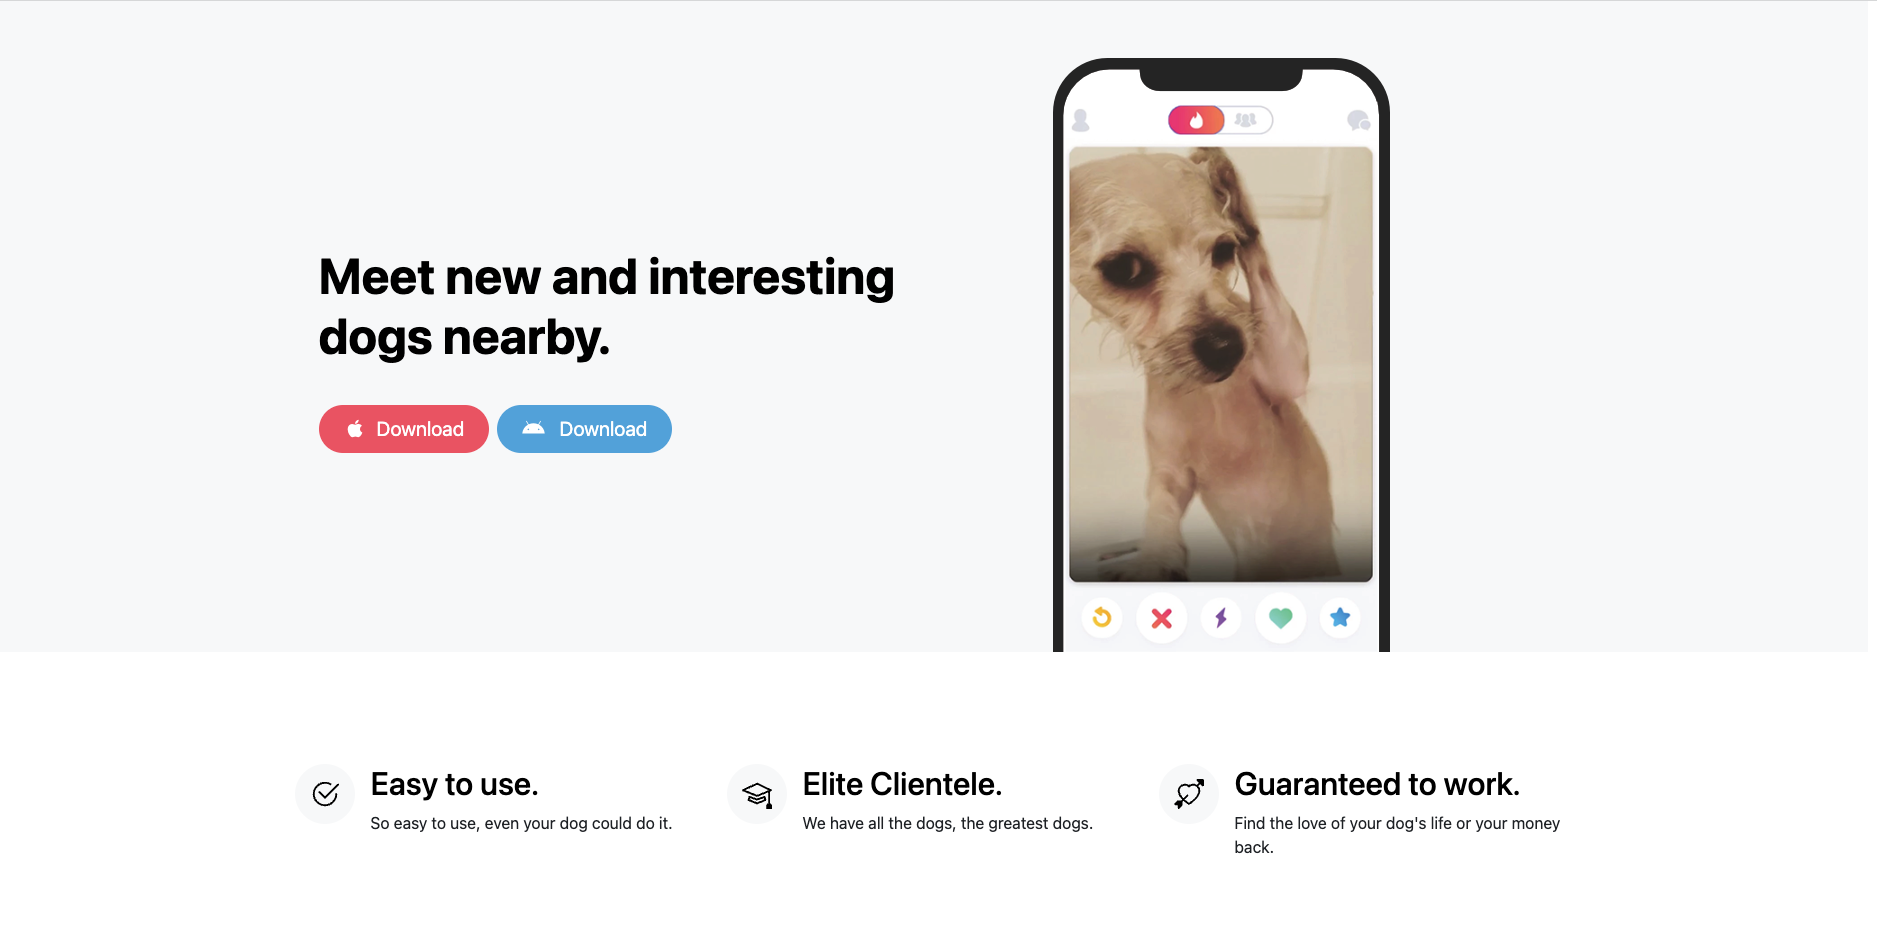 Meet new and interesting
dogs nearby.
Download
Download
Easy to use.
So easy to use, even your dog could do it.
Elite Clientele.
We have all the dogs, the greatest dogs.
Guaranteed to work.
Find the love of your dog's life or your money
back.